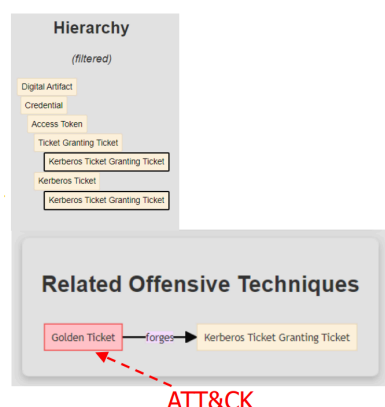 Hierarchy
(filtered)
Digital Artifact
Credential
Access Token
Ticket Granting Ticket
Kerberos Ticket Granting Ticket
Kerberos Ticket
Kerberos Ticket Granting Ticket
Related Offensive Techniques
Golden Ticket forges Kerberos Ticket Granting Ticket
ATT&CK